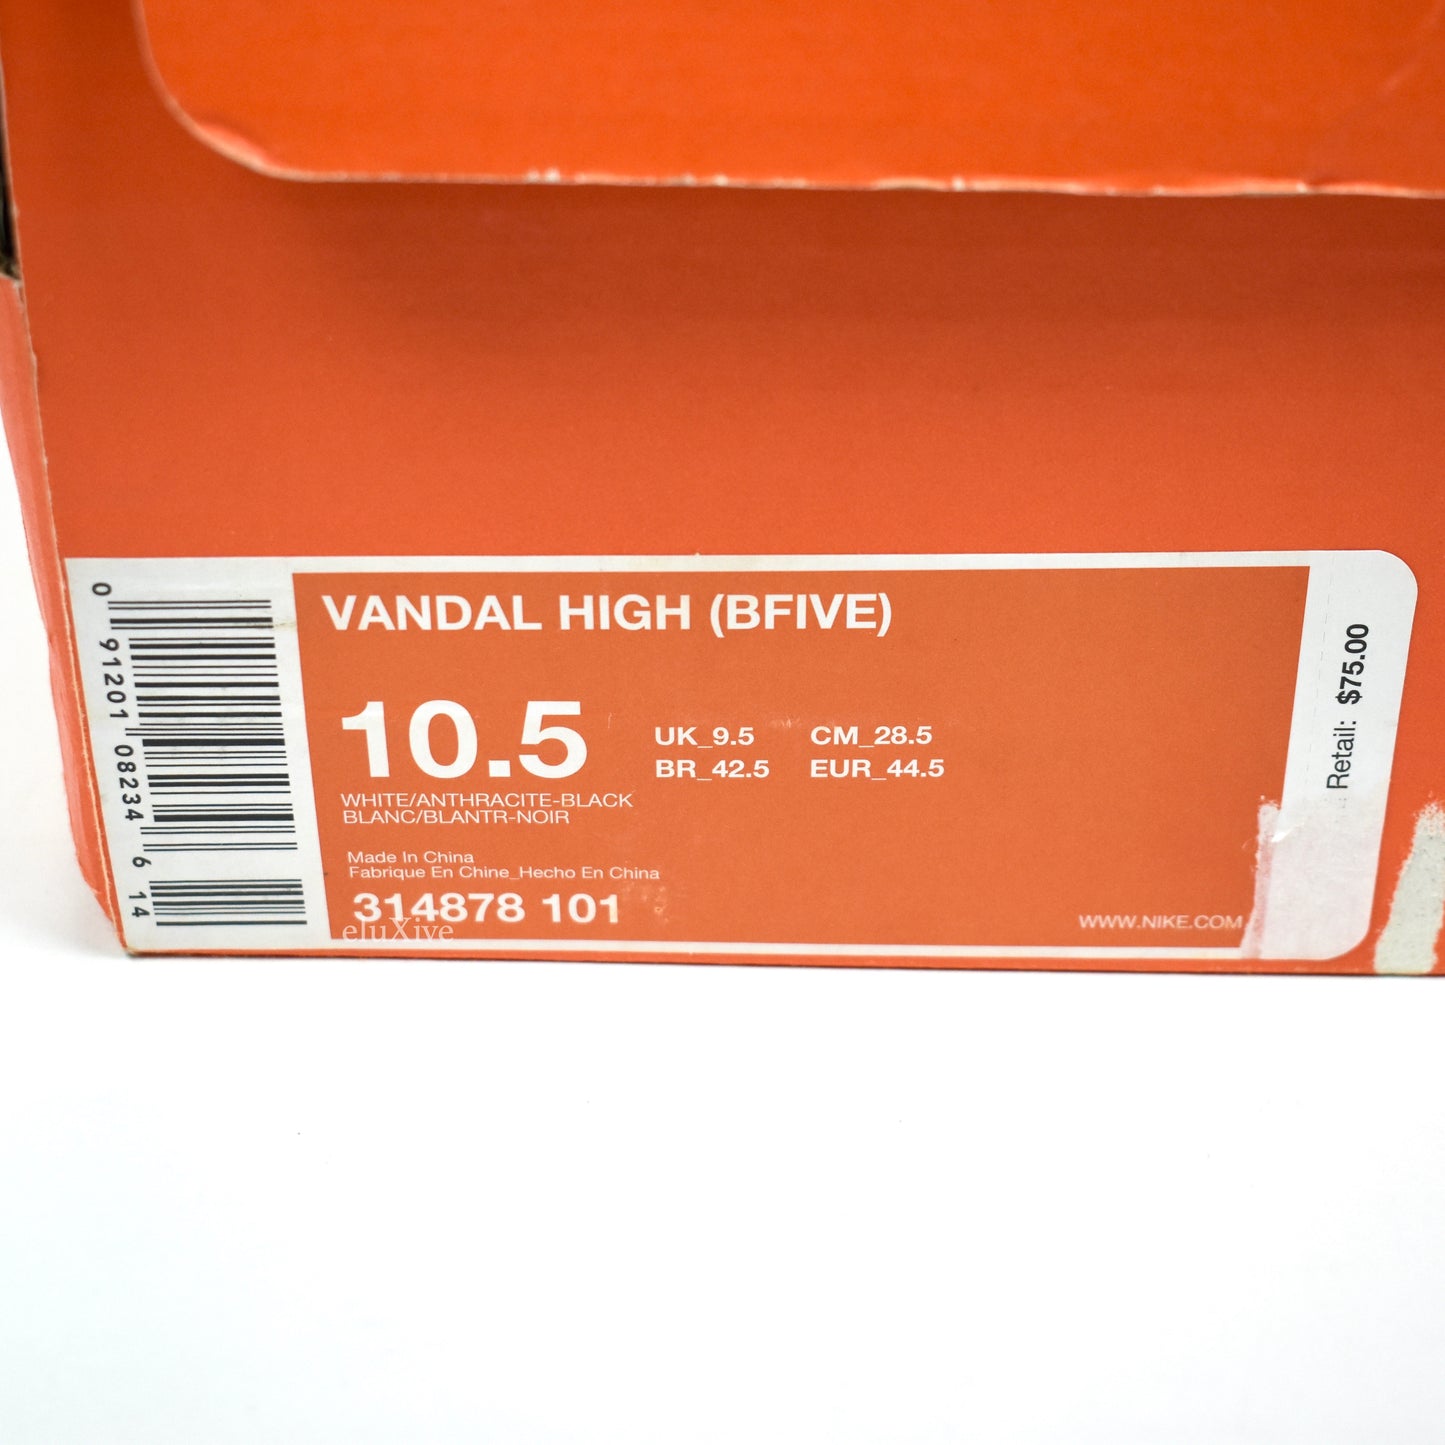 VANDAL HIGH (BFIVE)
10.5
UK_9.5 CM_28.5
BR_42.5 EUR_44.5
WHITE/ANTHRACITE-BLACK
BLANC/BLANTR-NOIR
Made In China
Fabrique En Chine_Hecho En China
314878 101
eluXive
WWW.NIKE.COM
0 91201 08234 6 14
Retail: $75.00